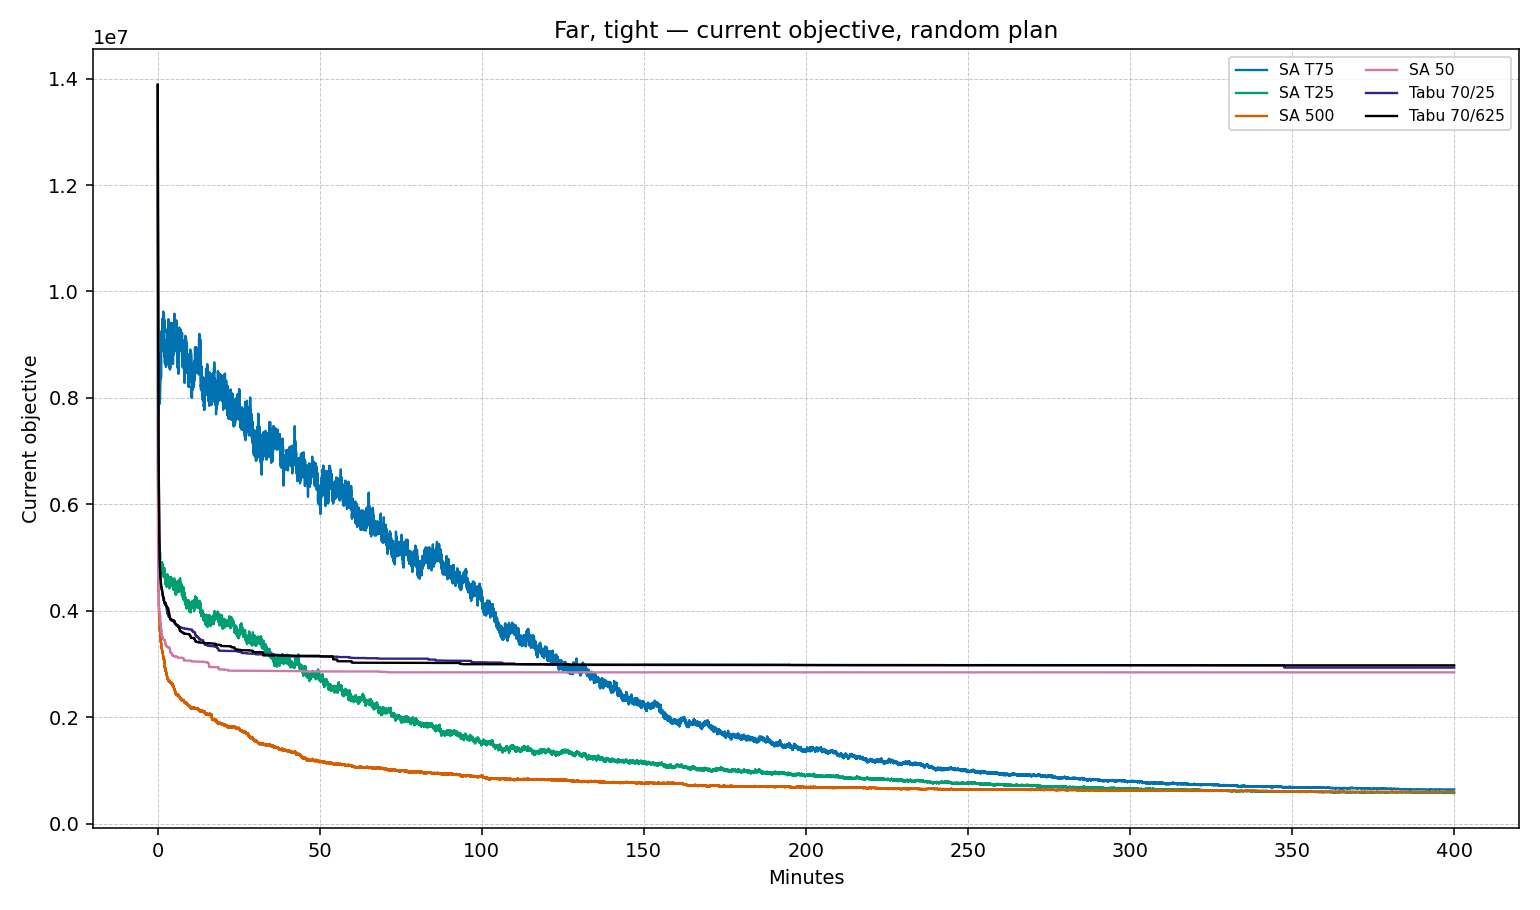 Far, tight — current objective, random plan
1e7
1.4
1.2
1.0
0.8
0.6
0.4
0.2
0.0
Current objective
SA T75
SA T25
SA 500
SA 50
Tabu 70/25
Tabu 70/625
0 50 100 150 200 250 300 350 400
Minutes